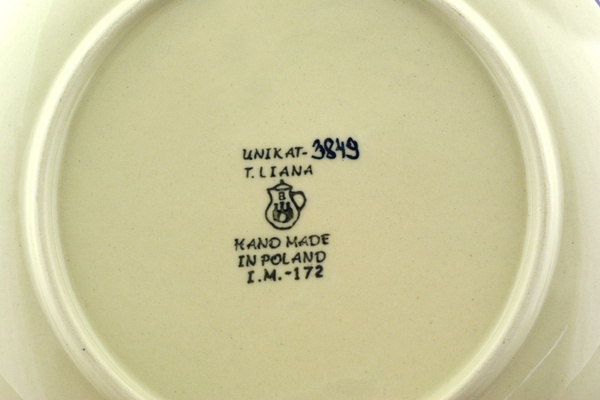 UNIKAT-3849
T. LIANA
B
HAND MADE
IN POLAND
I.M.-172